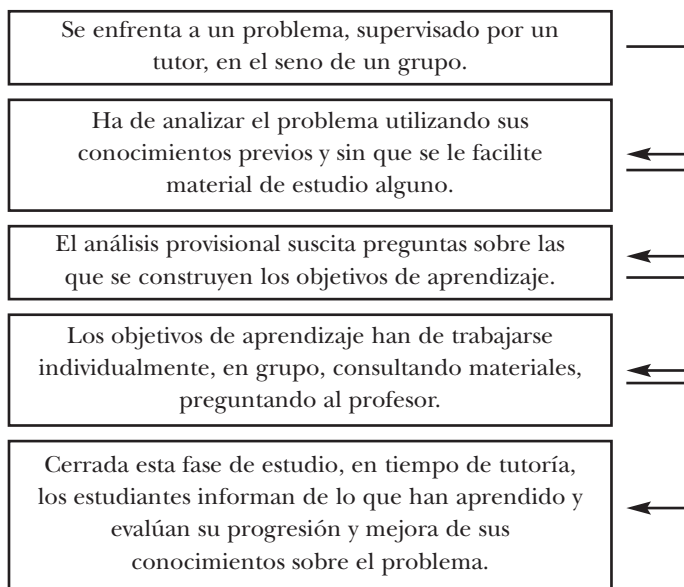 Se enfrenta a un problema, supervisado por un
tutor, en el seno de un grupo.
Ha de analizar el problema utilizando sus
conocimientos previos y sin que se le facilite
material de estudio alguno.
El análisis provisional suscita preguntas sobre las
que se construyen los objetivos de aprendizaje.
Los objetivos de aprendizaje han de trabajarse
individualmente, en grupo, consultando materiales,
preguntando al profesor.
Cerrada esta fase de estudio, en tiempo de tutoría,
los estudiantes informan de lo que han aprendido y
evalúan su progresión y mejora de sus
conocimientos sobre el problema.